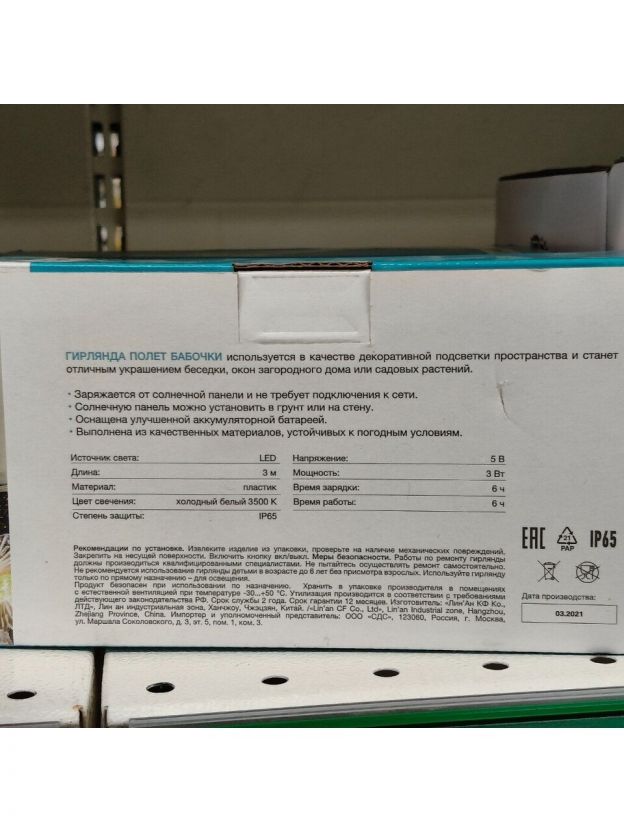 ГИРЛЯНДА ПОЛЕТ БАБОЧКИ используется в качестве декоративной подсветки пространства и станет
отличным украшением беседки, окон загородного дома или садовых растений.
• Заряжается от солнечной панели и не требует подключения к сети.
• Солнечную панель можно установить в грунт или на стену.
• Оснащена улучшенной аккумуляторной батареей.
• Выполнена из качественных материалов, устойчивых к погодным условиям.
Источник света: LED
Длина: 3 м
Материал: пластик
Цвет свечения: холодный белый 3500 К
Степень защиты: IP65
Напряжение: 5 В
Мощность: 3 Вт
Время зарядки: 6 ч
Время работы: 6 ч
Рекомендации по установке. Извлеките изделие из упаковки, проверьте на наличие механических повреждений.
Закрепить на несущей поверхности. Включить кнопку вкл/выкл. Меры безопасности. Работы по ремонту гирлянды
должны производиться квалифицированными специалистами. Не пытайтесь осуществлять ремонт самостоятельно.
Не рекомендуется использование гирлянды детьми в возрасте до 6 лет без присмотра взрослых. Используйте гирлянду
только по прямому назначению – для освещения.
Продукт безопасен при использовании по назначению. Хранить в упаковке производителя в помещениях
с естественной вентиляцией при температуре -30...+50 °С. Утилизация производится в соответствии с требованиями
действующего законодательства РФ. Срок службы 2 года. Срок гарантии 12 месяцев. Изготовитель: «Лин'Ан КФ Ко.,
ЛТД», Лин ан индустриальная зона, Ханчжоу, Чжэцзян, Китай. /«Lin'an CF Co., Ltd», Lin'an Industrial zone, Hangzhou,
Zhejiang Province, China. Импортер и уполномоченный представитель: ООО «СДС», 123060, Россия, г. Москва,
ул. Маршала Соколовского, д. 3, эт. 5, пом. 1, ком. 3.
EAC 21 PAP IP65
Дата производства:
03.2021